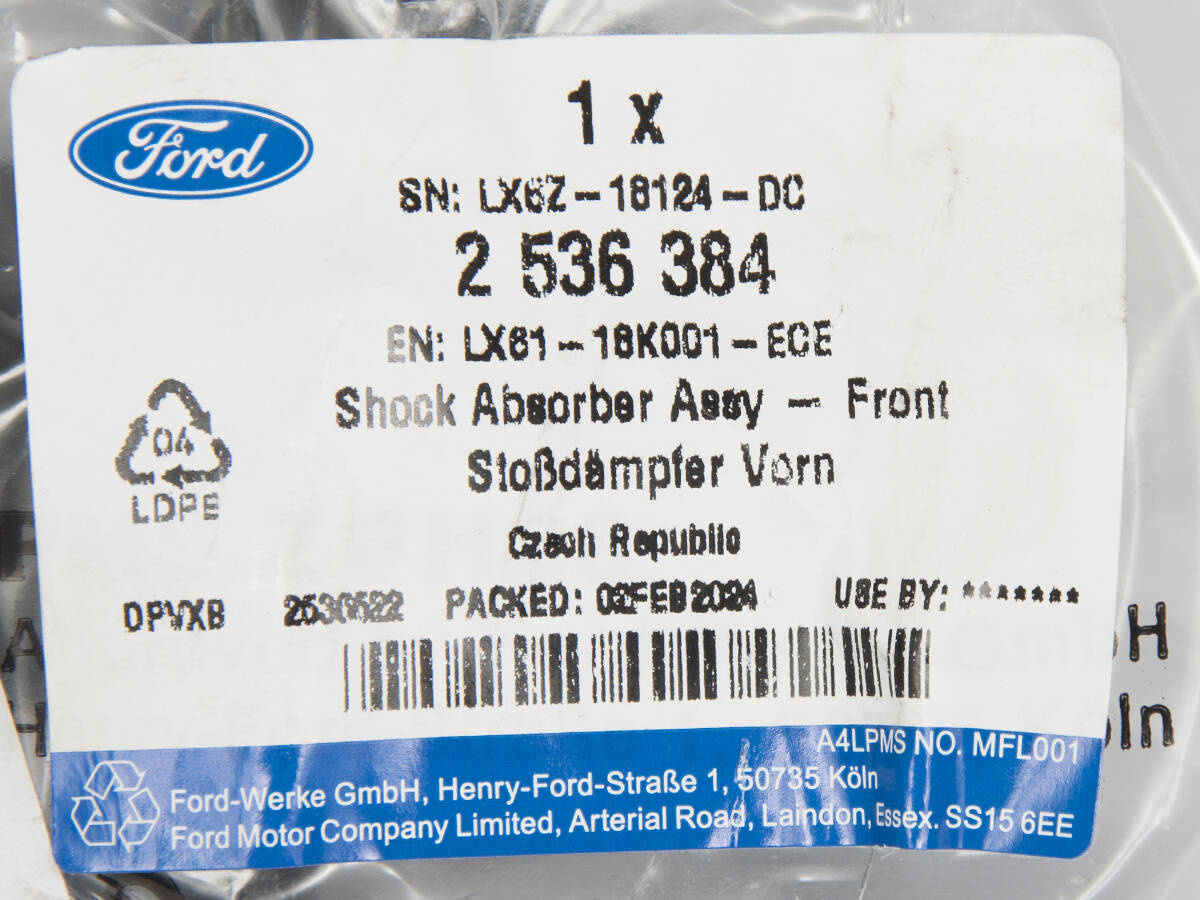 Ford
1 x
SN: LX6Z-18124-DC
2 536 384
EN: LX61-18K001-ECE
Shock Absorber Assy - Front
Stoßdämpfer Vorn
04
LDPE
Czech Republic
DPVXB PACKED: 02FEB2024 USE BY: *******
A4LPMS NO. MFL001
Ford-Werke GmbH, Henry-Ford-Straße 1, 50735 Köln
Ford Motor Company Limited, Arterial Road, Laindon, Essex. SS15 6EE